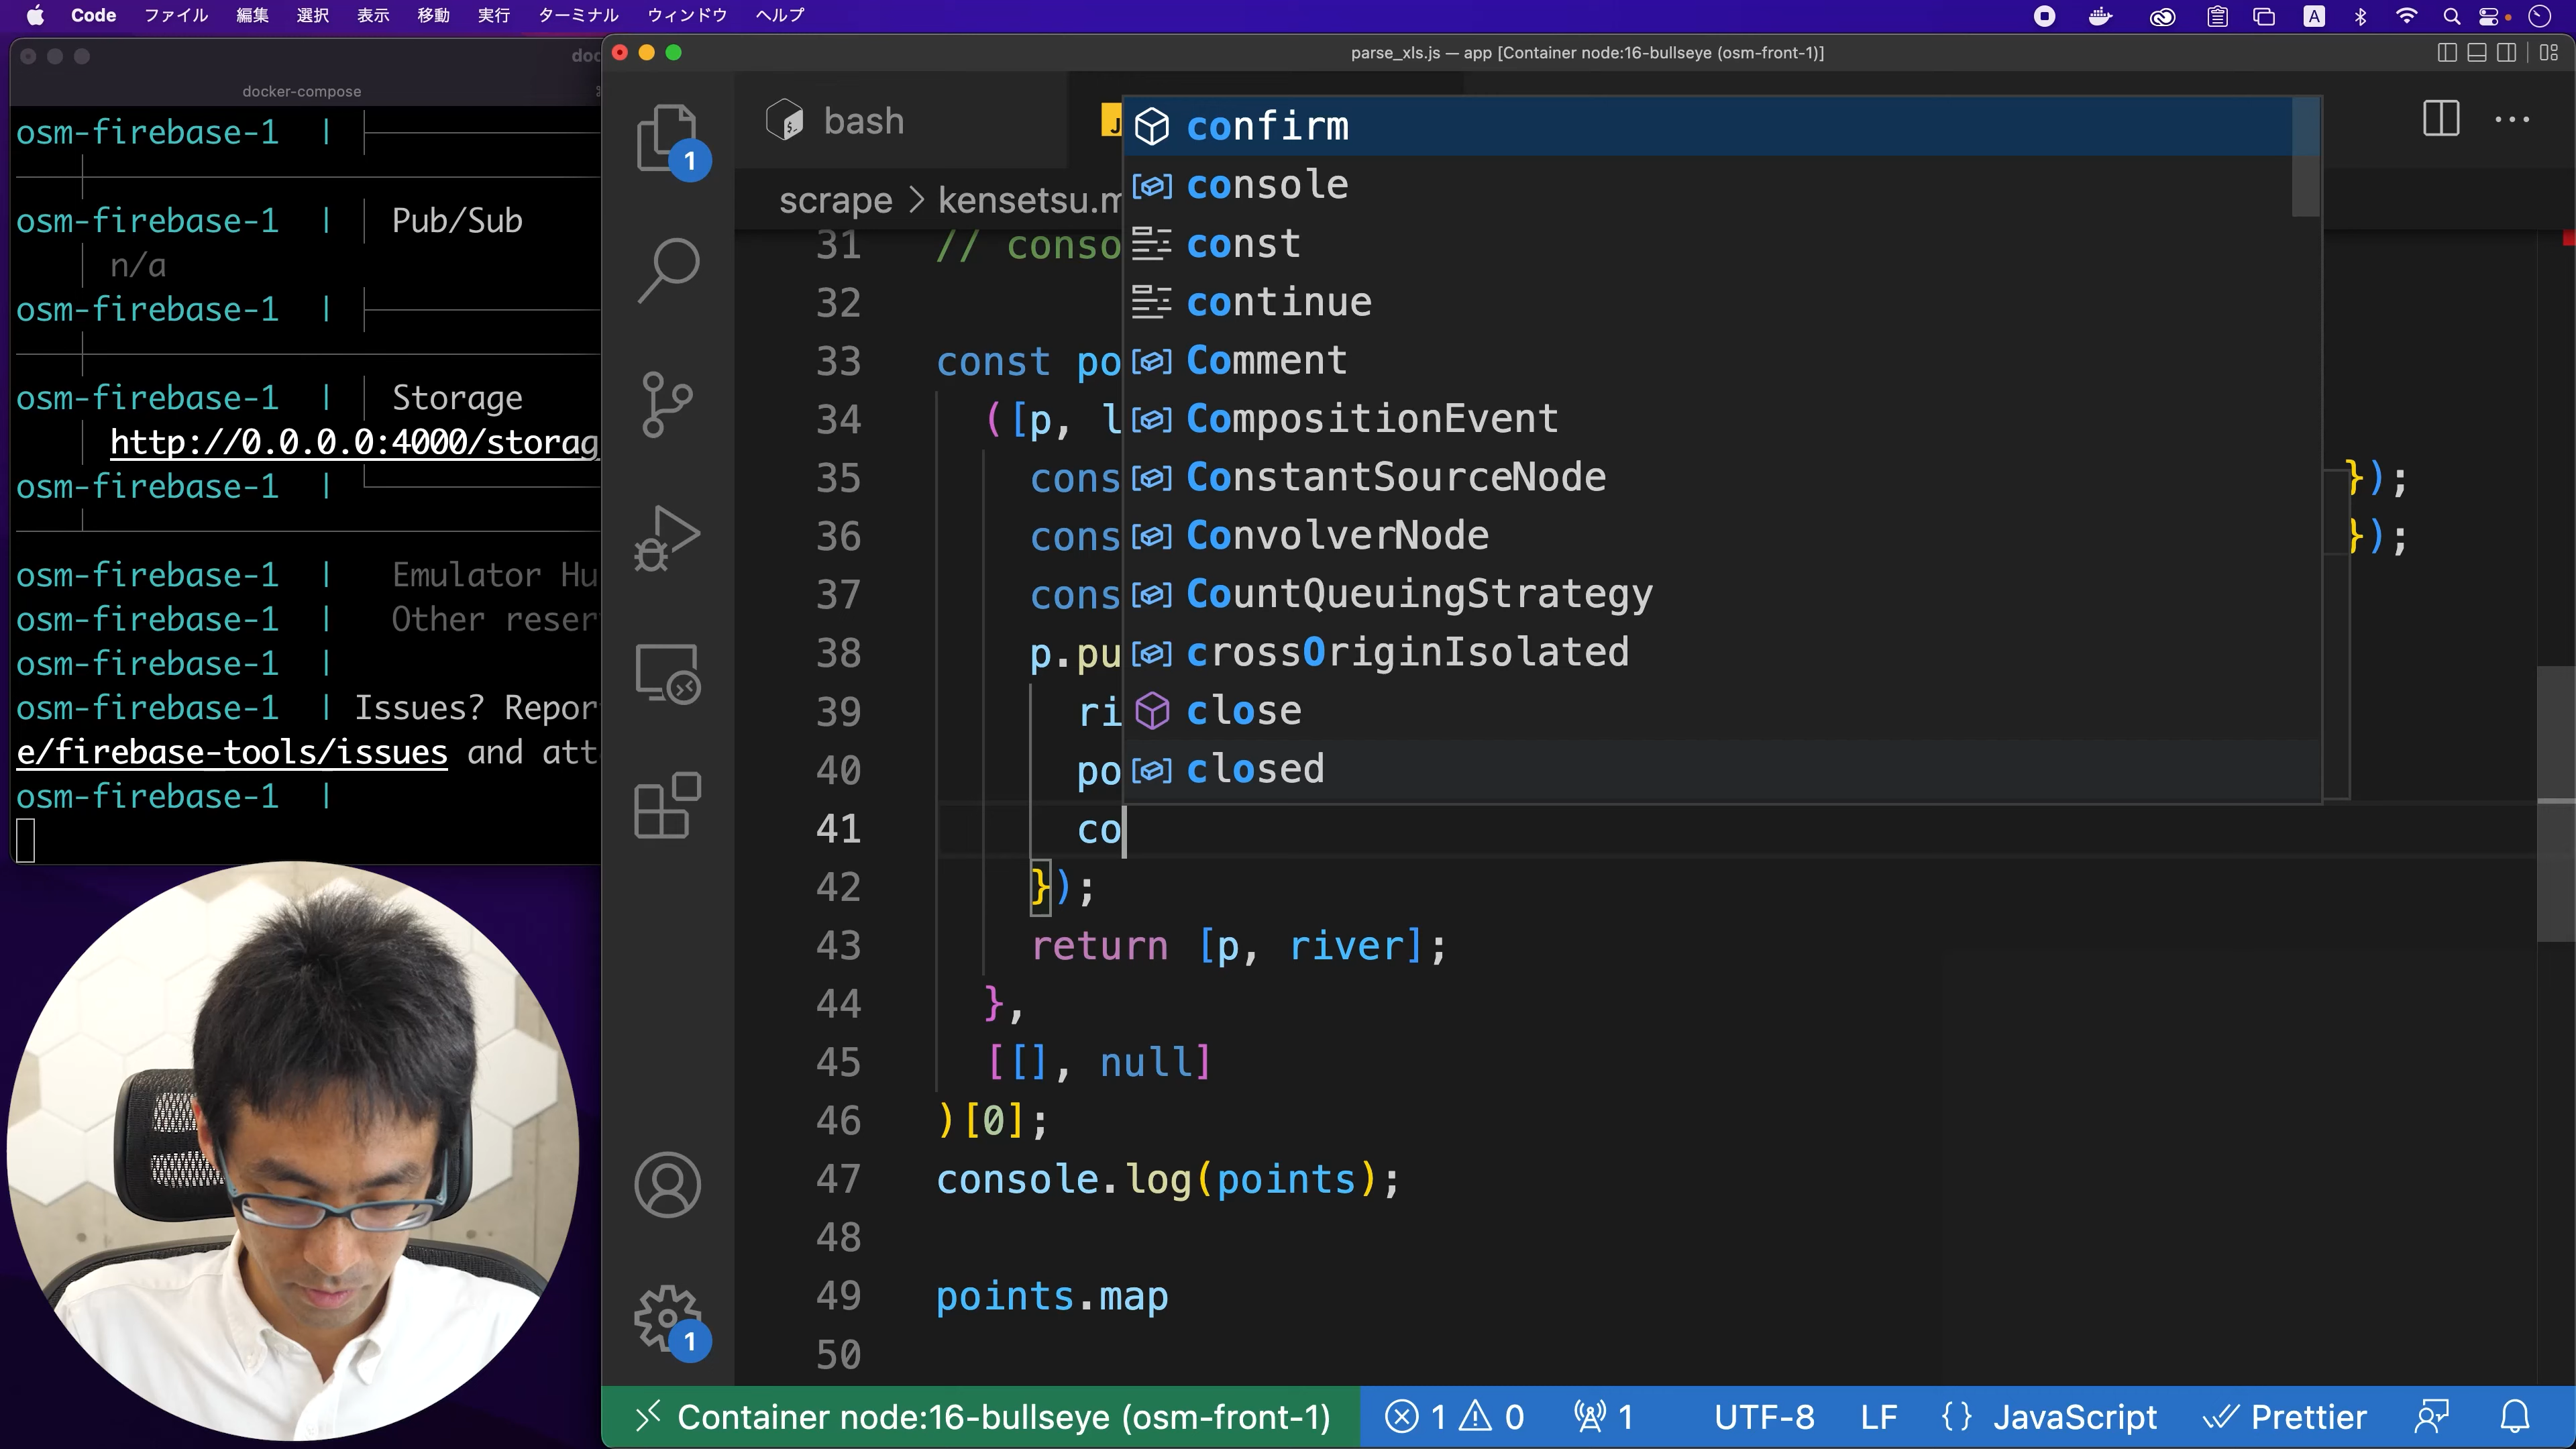 Code ファイル 編集 選択 表示 移動 実行 ターミナル ウィンドウ ヘルプ
A
docker-compose
osm-firebase-1 |
osm-firebase-1 | Pub/Sub
n/a
osm-firebase-1 |
osm-firebase-1 | Storage
http://0.0.0.0:4000/storag
osm-firebase-1 |
osm-firebase-1 | Emulator Hu
osm-firebase-1 | Other reser
osm-firebase-1 |
osm-firebase-1 | Issues? Repor
e/firebase-tools/issues and att
osm-firebase-1 |
parse_xls.js — app [Container node:16-bullseye (osm-front-1)]
1
bash
J
scrape > kensetsu.m
confirm
console
const
continue
Comment
CompositionEvent
ConstantSourceNode
ConvolverNode
CountQueuingStrategy
crossOriginIsolated
close
closed
31 // conso
32
33 const po
34 ([p, l
35 cons });
36 cons });
37 cons
38 p.pu
39 ri
40 po
41 co
42 });
43 return [p, river];
44 },
45 [[], null]
46 )[0];
47 console.log(points);
48
49 points.map
50
1
Container node:16-bullseye (osm-front-1) 1 0 1 UTF-8 LF {} JavaScript Prettier